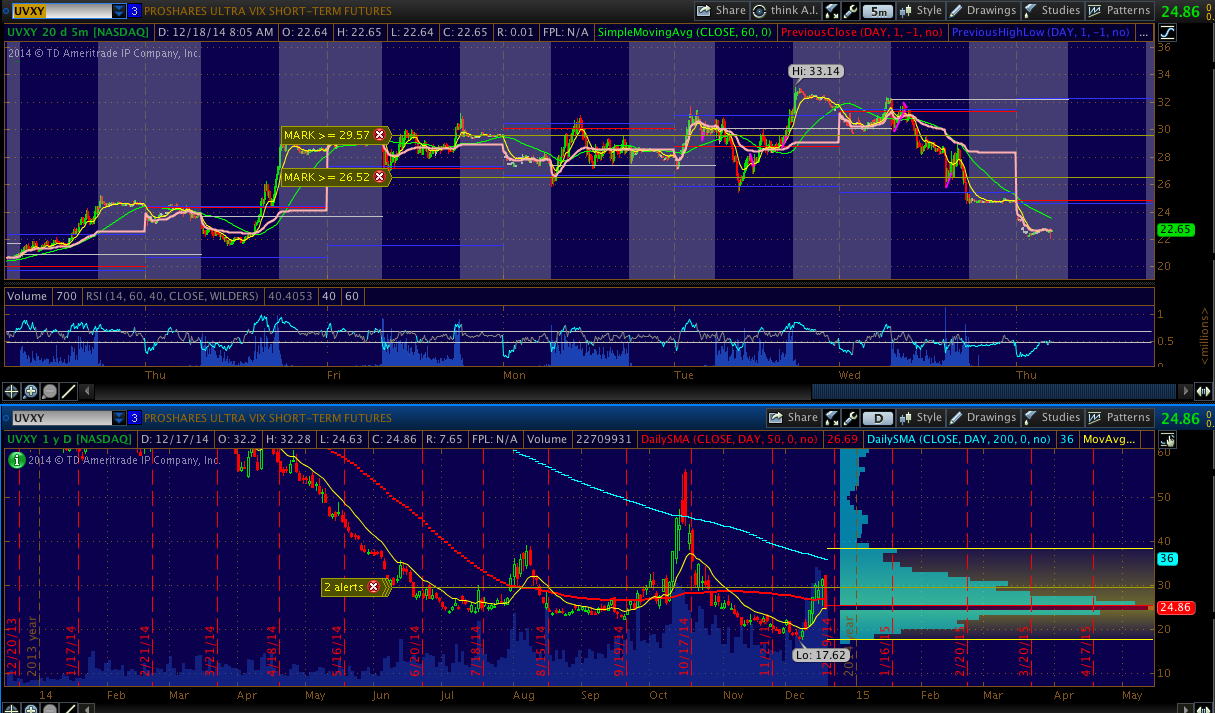 UVXY 3 PROSHARES ULTRA VIX SHORT-TERM FUTURES Share think A.I. 5m Style Drawings Studies Patterns 24.86
UVXY 20 d 5m [NASDAQ] D: 12/18/14 8:05 AM O: 22.64 H: 22.65 L: 22.64 C: 22.65 R: 0.01 FPL: N/A SimpleMovingAvg (CLOSE, 60, 0) PreviousClose (DAY, 1, -1, no) PreviousHighLow (DAY, 1, -1, no) ...
2014 © TD Ameritrade IP Company, Inc.
36
34
Hi: 33.14
32
30
MARK >= 29.57
28
MARK >= 26.52
26
24
22.65
22
20
Volume 700 RSI (14, 60, 40, CLOSE, WILDERS) 40.4053 40 60
1
0.5
0
<millions>
Thu Fri Mon Tue Wed Thu
UVXY 3 PROSHARES ULTRA VIX SHORT-TERM FUTURES Share D Style Drawings Studies Patterns 24.86
UVXY 1 y D [NASDAQ] D: 12/17/14 O: 32.2 H: 32.28 L: 24.63 C: 24.86 R: 7.65 FPL: N/A Volume 22709931 DailySMA (CLOSE, DAY, 50, 0, no) 26.69 DailySMA (CLOSE, DAY, 200, 0, no) 36 MovAvg...
2014 © TD Ameritrade IP Company, Inc.
60
50
40
36
30
2 alerts
24.86
20
Lo: 17.62
10
12/20/13
2013 year
1/17/14
2/21/14
3/21/14
4/18/14
5/16/14
6/20/14
7/18/14
8/15/14
9/19/14
10/17/14
11/21/14
1/16/15
2/20/15
3/20/15
4/17/15
14 Feb Mar Apr May Jun Jul Aug Sep Oct Nov Dec 15 Feb Mar Apr May